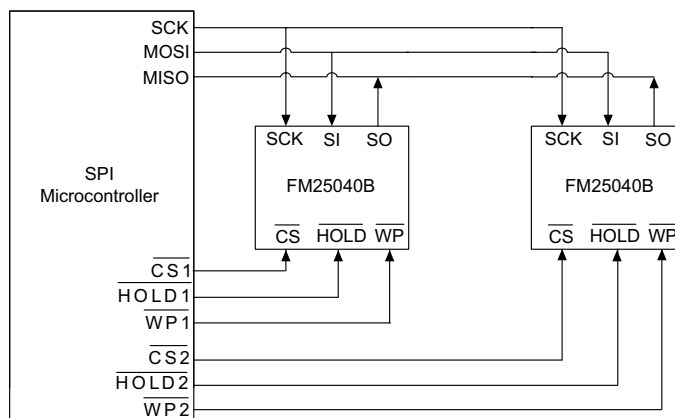 SCK
MOSI
MISO
SCK SI SO
SCK SI SO
SPI
Microcontroller
FM25040B
FM25040B
CS HOLD WP
CS HOLD WP
CS1
HOLD1
WP1
CS2
HOLD2
WP2